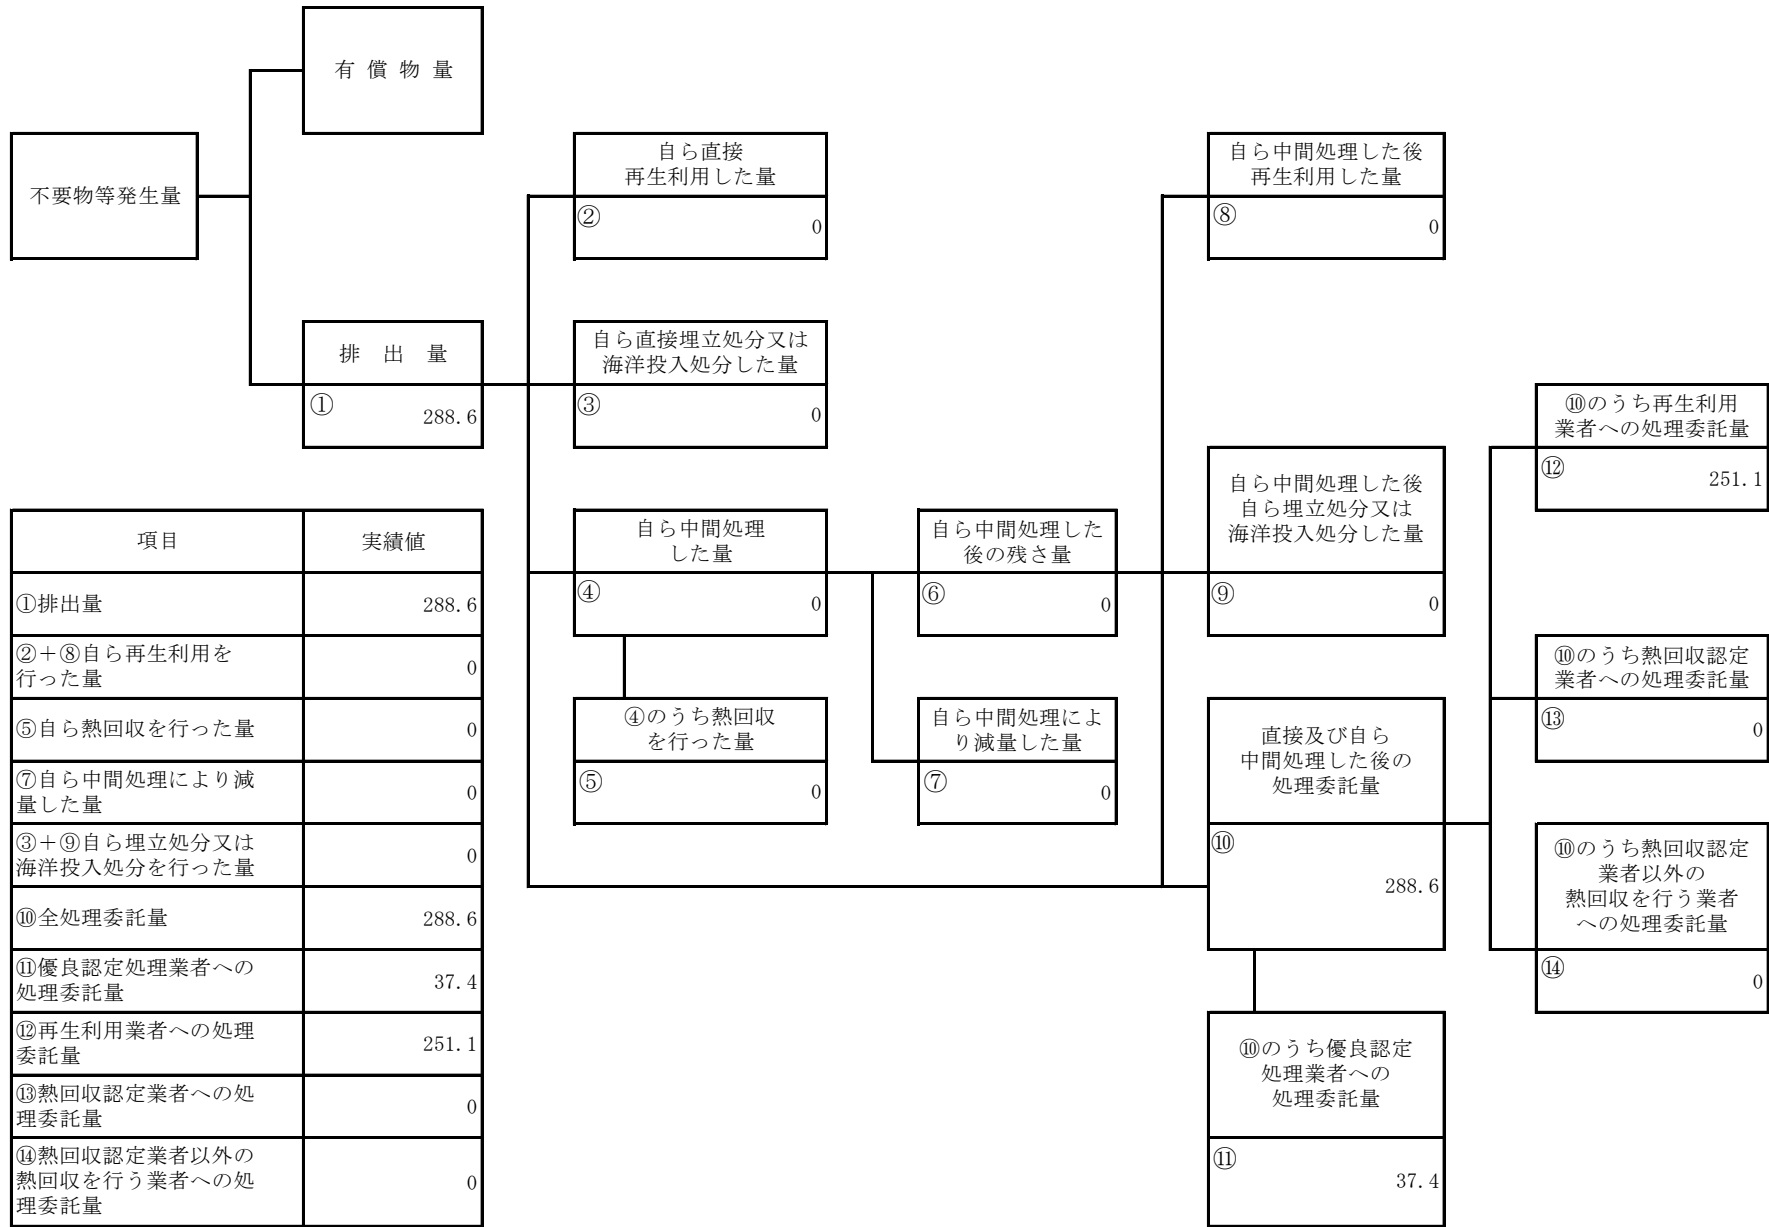 有 償 物 量
不要物等発生量
自ら直接
再生利用した量
② 0
自ら中間処理した後
再生利用した量
⑧ 0
排 出 量
① 288.6
自ら直接埋立処分又は
海洋投入処分した量
③ 0
⑩のうち再生利用
業者への処理委託量
⑫ 251.1
自ら中間処理
した量
④ 0
自ら中間処理した
後の残さ量
⑥ 0
自ら中間処理した後
自ら埋立処分又は
海洋投入処分した量
⑨ 0
④のうち熱回収
を行った量
⑤ 0
自ら中間処理によ
り減量した量
⑦ 0
直接及び自ら
中間処理した後の
処理委託量
⑩
288.6
⑩のうち熱回収認定
業者への処理委託量
⑬ 0
⑩のうち熱回収認定
業者以外の
熱回収を行う業者
への処理委託量
⑭ 0
⑩のうち優良認定
処理業者への
処理委託量
⑪
37.4
項目 実績値
①排出量 288.6
②＋⑧自ら再生利用を
行った量 0
⑤自ら熱回収を行った量 0
⑦自ら中間処理により減
量した量 0
③＋⑨自ら埋立処分又は
海洋投入処分を行った量 0
⑩全処理委託量 288.6
⑪優良認定処理業者への
処理委託量 37.4
⑫再生利用業者への処理
委託量 251.1
⑬熱回収認定業者への処
理委託量 0
⑭熱回収認定業者以外の
熱回収を行う業者への処
理委託量 0